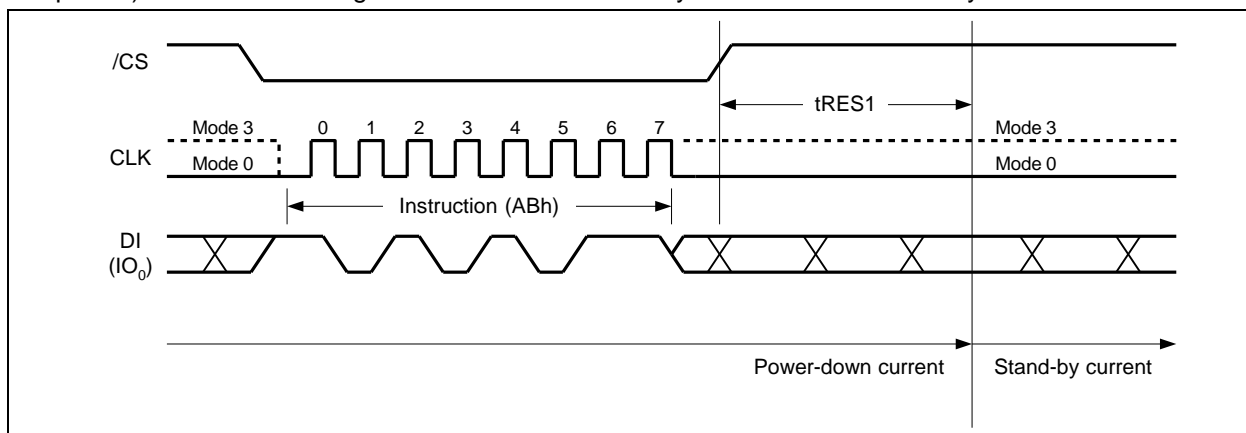 /CS
tRES1
Mode 3 0 1 2 3 4 5 6 7 Mode 3
CLK
Mode 0 Mode 0
Instruction (ABh)
DI
(IO0)
Power-down current Stand-by current